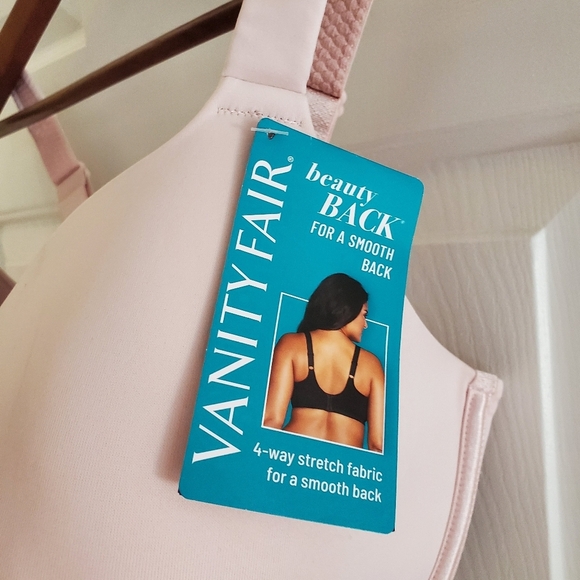 VANITY FAIR®
beauty
BACK®
FOR A SMOOTH
BACK
4-way stretch fabric
for a smooth back